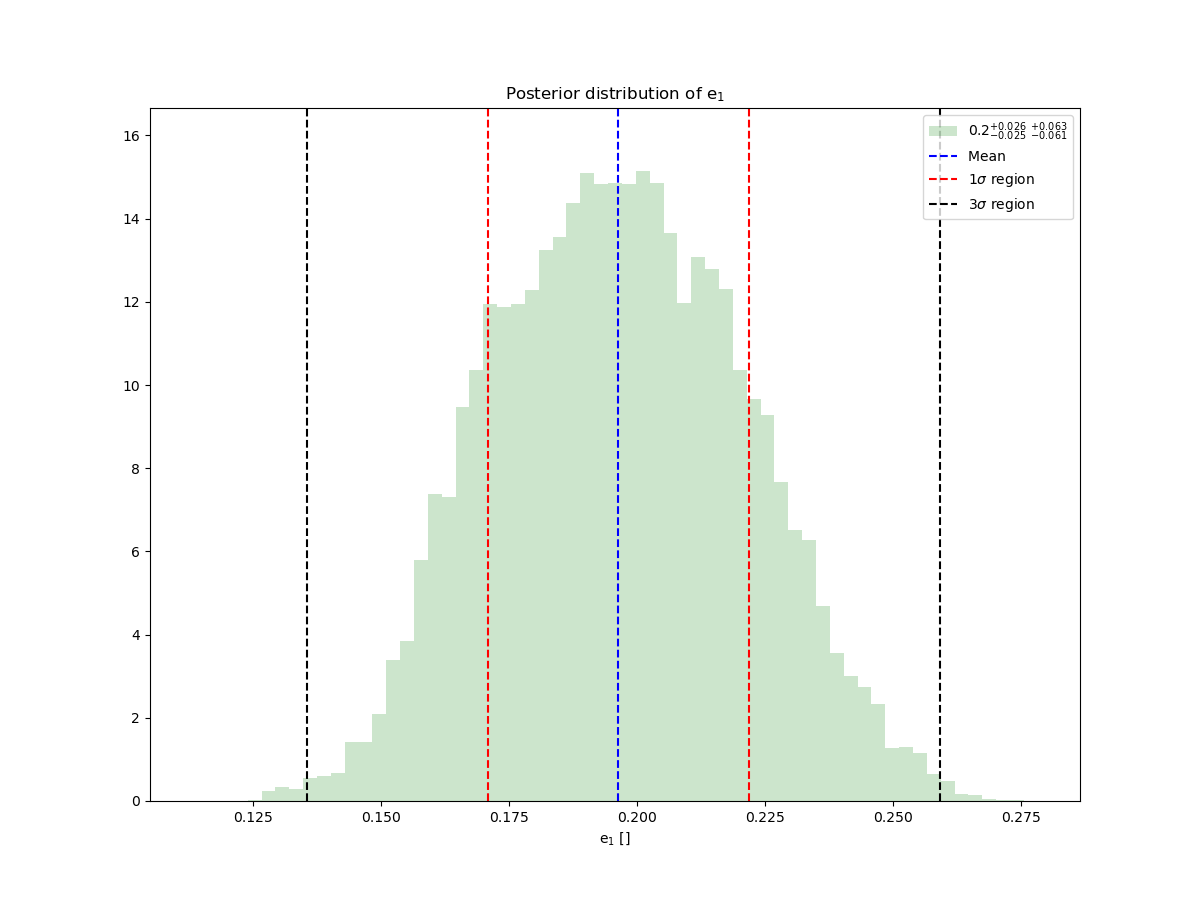 Posterior distribution of e₁
16
14
12
10
8
6
4
2
0
0.2 +0.026 +0.063
−0.025 −0.061
Mean
1σ region
3σ region
0.125 0.150 0.175 0.200 0.225 0.250 0.275
e₁ []